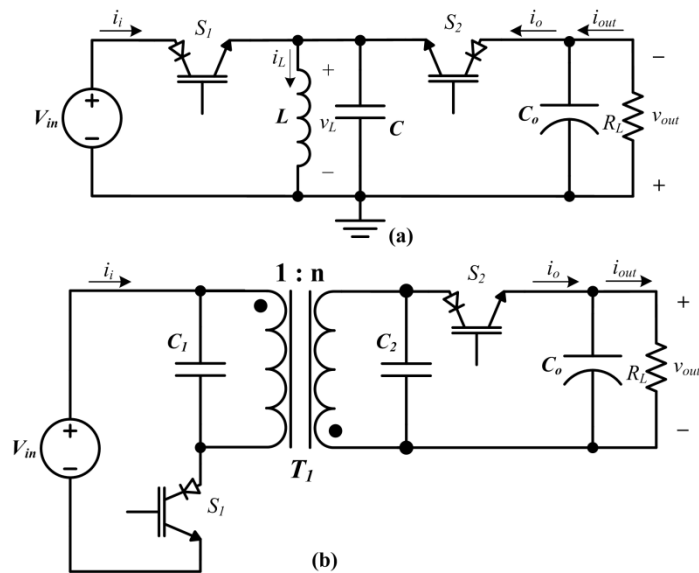 i_i
S_1
S_2
i_o
i_out
i_L
+
−
V_in
+
−
L
v_L
C
C_o
R_L
v_out
−
+
(a)
1 : n
i_i
S_2
i_o
i_out
C_1
C_2
C_o
R_L
v_out
+
−
V_in
+
−
T_1
S_1
(b)